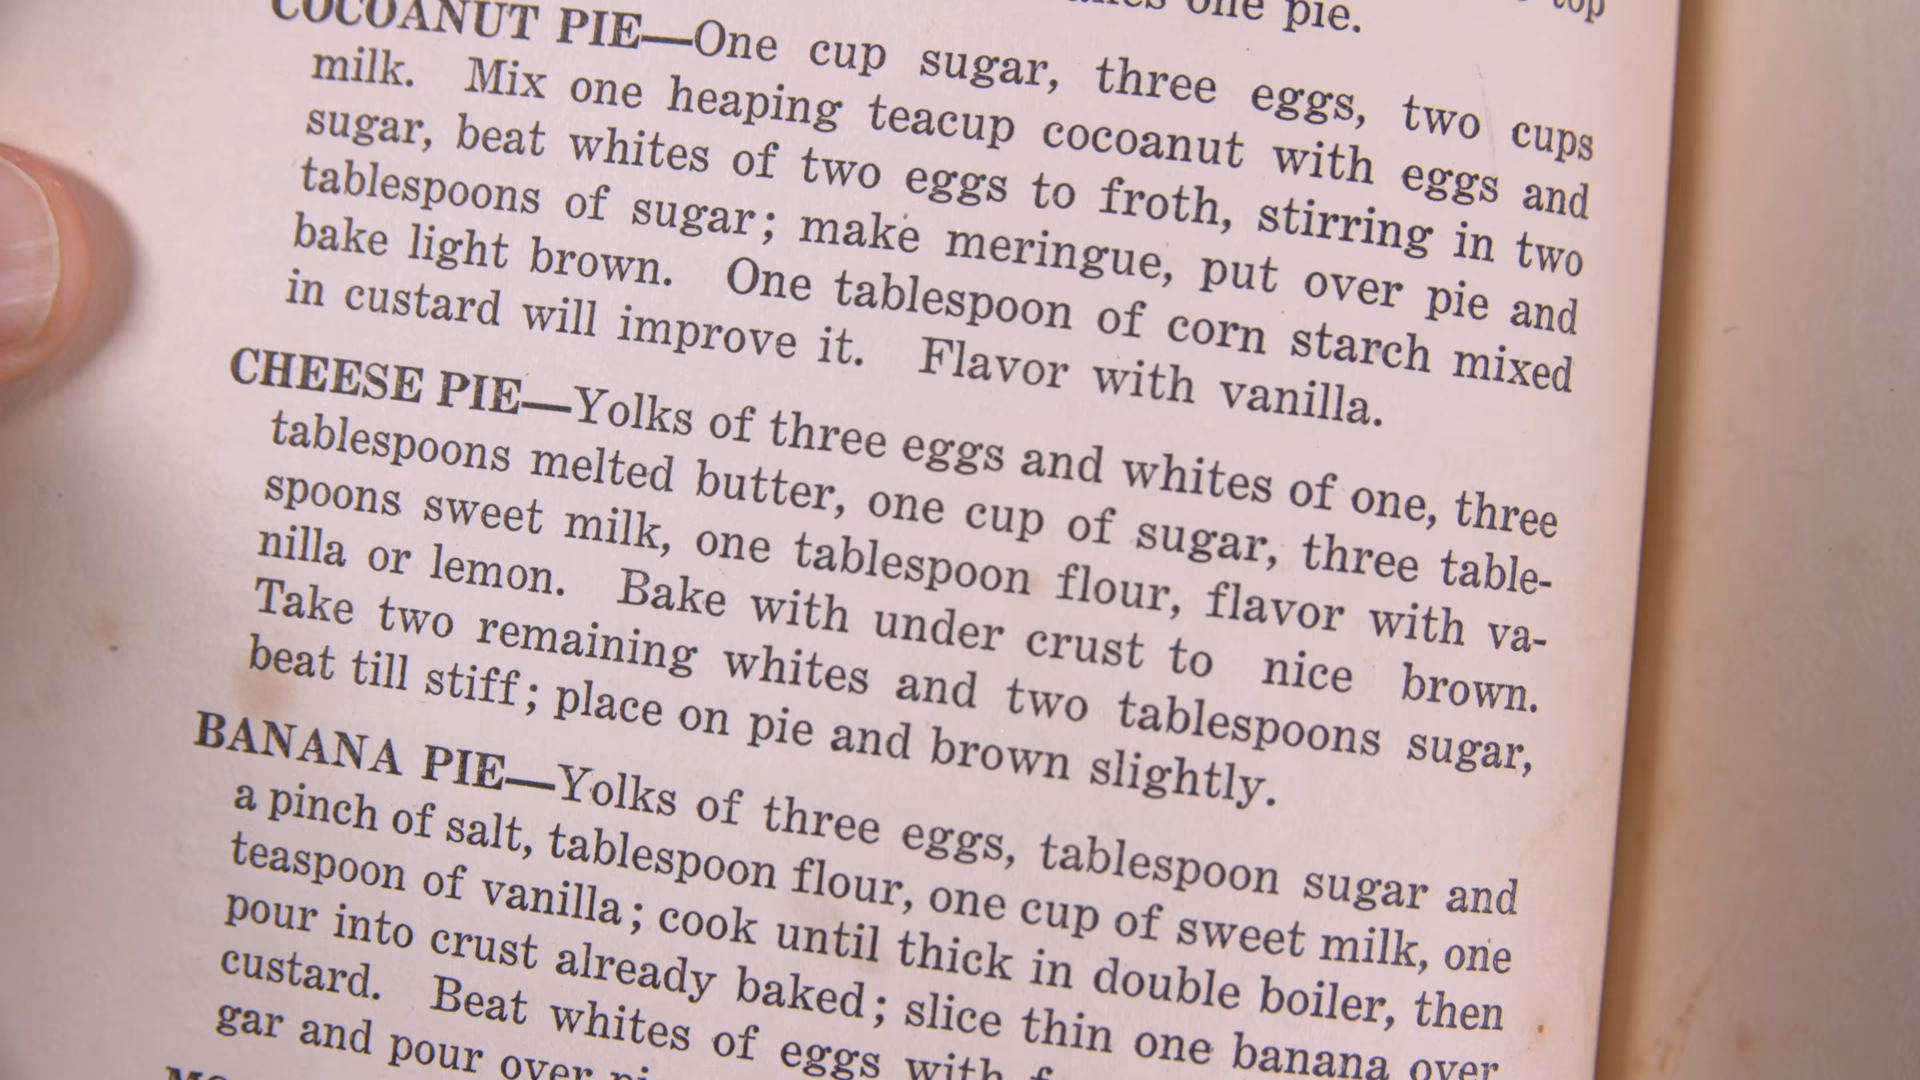 one pie.
top
COCOANUT PIE—One cup sugar, three eggs, two cups
milk. Mix one heaping teacup cocoanut with eggs and
sugar, beat whites of two eggs to froth, stirring in two
tablespoons of sugar; make meringue, put over pie and
bake light brown. One tablespoon of corn starch mixed
in custard will improve it. Flavor with vanilla.
CHEESE PIE—Yolks of three eggs and whites of one, three
tablespoons melted butter, one cup of sugar, three table-
spoons sweet milk, one tablespoon flour, flavor with va-
nilla or lemon. Bake with under crust to nice brown.
Take two remaining whites and two tablespoons sugar,
beat till stiff; place on pie and brown slightly.
BANANA PIE—Yolks of three eggs, tablespoon sugar and
a pinch of salt, tablespoon flour, one cup of sweet milk, one
teaspoon of vanilla; cook until thick in double boiler, then
pour into crust already baked; slice thin one banana over
custard. Beat whites of eggs with
gar and pour over